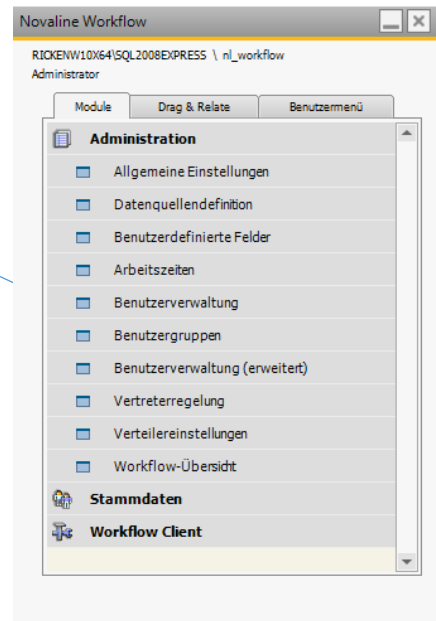 Novaline Workflow
RICKENW10X64\SQL2008EXPRESS \ nl_workflow
Administrator
Module Drag & Relate Benutzermenü
Administration
Allgemeine Einstellungen
Datenquellendefinition
Benutzerdefinierte Felder
Arbeitszeiten
Benutzerverwaltung
Benutzergruppen
Benutzerverwaltung (erweitert)
Vertreterregelung
Verteilereinstellungen
Workflow-Übersicht
Stammdaten
Workflow Client